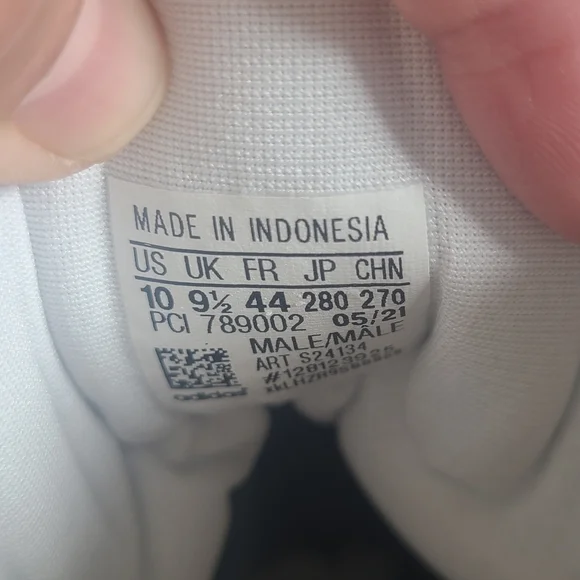 MADE IN INDONESIA
US UK FR JP CHN
10 9½ 44 280 270
PCI 789002 05/21
MALE/MÂLE
ART S24134
adidas